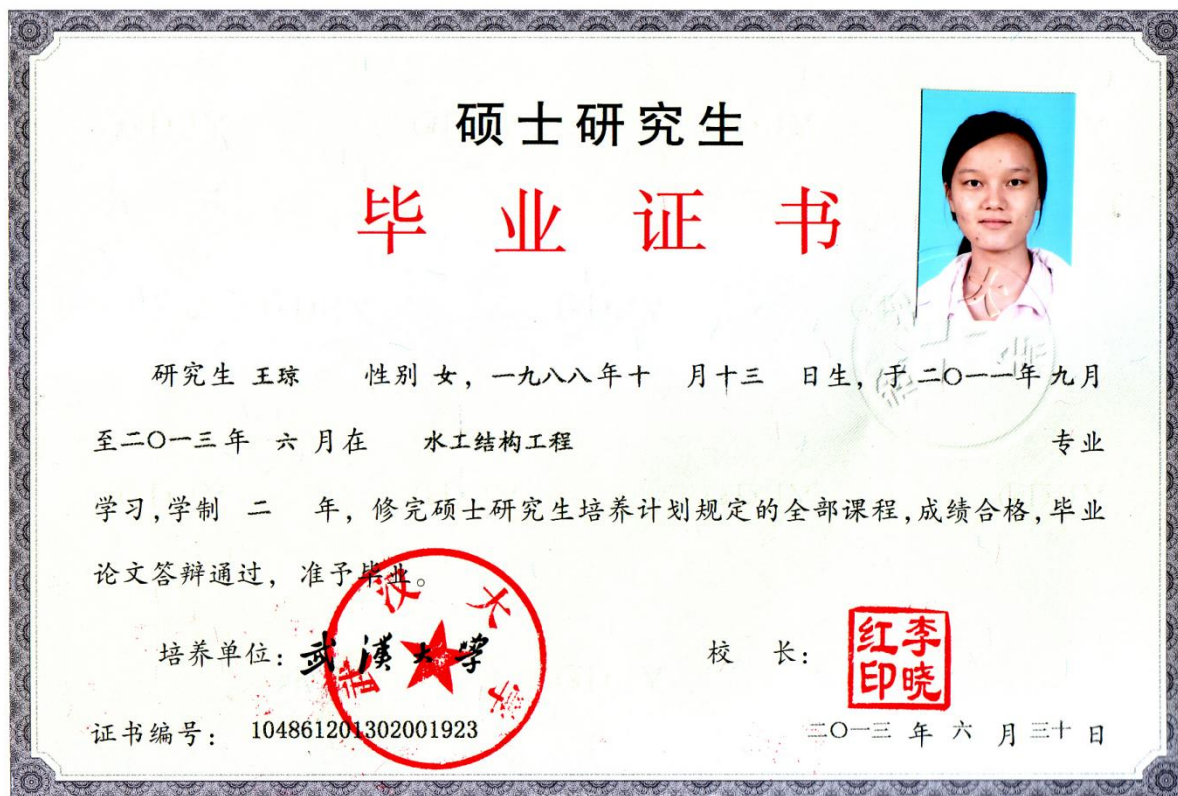 硕士研究生
毕业证书
研究生 王琼 性别 女，一九八八年十 月十三 日生，于二〇一一年九月
至二〇一三年 六 月在 水工结构工程 专业
学习，学制 二 年，修完硕士研究生培养计划规定的全部课程，成绩合格，毕业
论文答辩通过，准予毕业。
培养单位：武漢大学
武汉大学
校 长：
李晓红印
证书编号：104861201302001923
二〇一三 年 六 月 三十 日